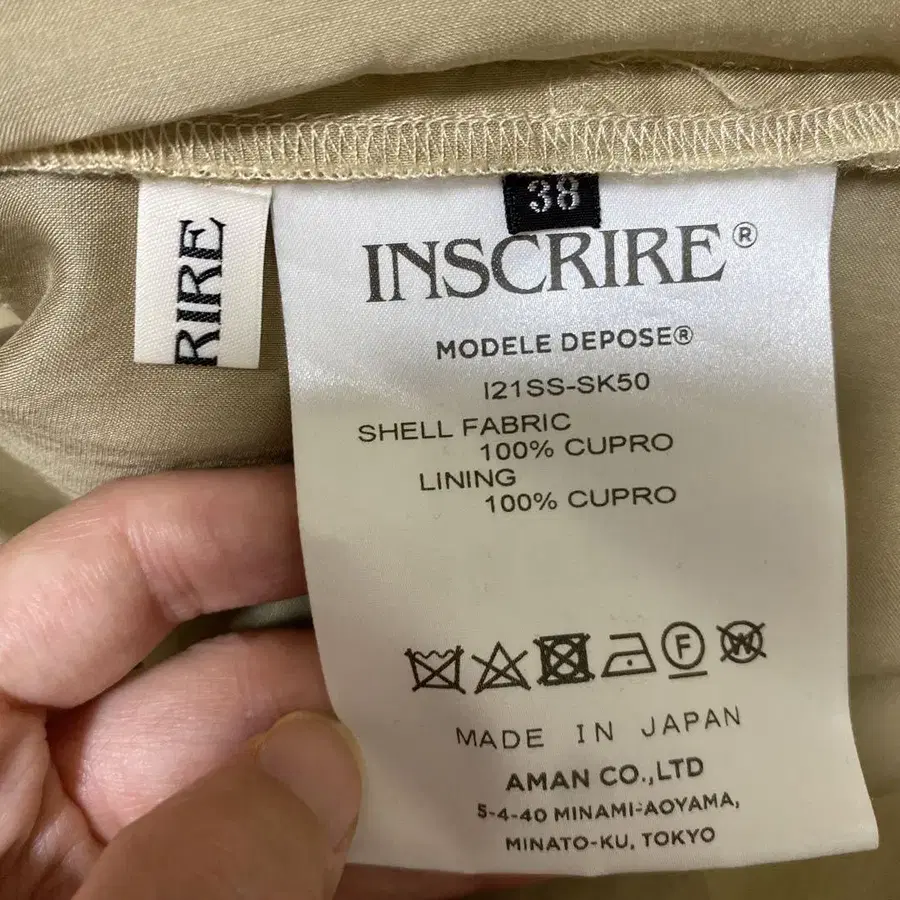 38
RIRE
INSCRIRE®
MODELE DEPOSE®
I21SS-SK50
SHELL FABRIC
100% CUPRO
LINING
100% CUPRO
F
W
MADE IN JAPAN
AMAN CO.,LTD
5-4-40 MINAMI-AOYAMA,
MINATO-KU, TOKYO